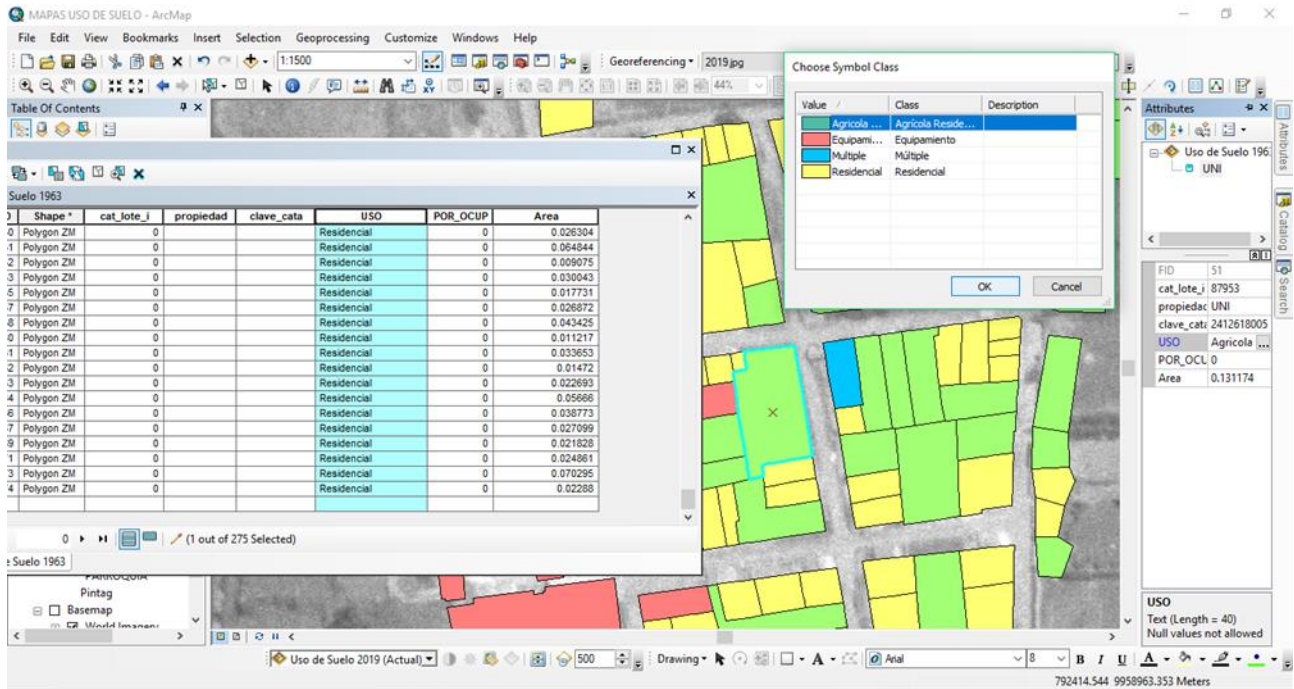 MAPAS USO DE SUELO - ArcMap
File Edit View Bookmarks Insert Selection Geoprocessing Customize Windows Help
1:1500 Georeferencing 2019.jpg
44%
Table Of Contents
Suelo 1963
Shape * cat_lote_i propiedad clave_cata USO POR_OCUP Area
Polygon ZM 0 Residencial 0 0.026304
Polygon ZM 0 Residencial 0 0.064844
Polygon ZM 0 Residencial 0 0.009075
Polygon ZM 0 Residencial 0 0.030043
Polygon ZM 0 Residencial 0 0.017731
Polygon ZM 0 Residencial 0 0.026872
Polygon ZM 0 Residencial 0 0.043425
Polygon ZM 0 Residencial 0 0.011217
Polygon ZM 0 Residencial 0 0.033653
Polygon ZM 0 Residencial 0 0.01472
Polygon ZM 0 Residencial 0 0.022693
Polygon ZM 0 Residencial 0 0.05666
Polygon ZM 0 Residencial 0 0.038773
Polygon ZM 0 Residencial 0 0.027099
Polygon ZM 0 Residencial 0 0.021828
Polygon ZM 0 Residencial 0 0.024861
Polygon ZM 0 Residencial 0 0.070295
Polygon ZM 0 Residencial 0 0.02288
0 (1 out of 275 Selected)
e Suelo 1963
PARROQUIA
Pintag
Basemap
World Imagery
Choose Symbol Class
Value Class Description
Agricola ... Agrícola Reside...
Equipami... Equipamiento
Multiple Múltiple
Residencial Residencial
OK Cancel
Attributes
Uso de Suelo 196
UNI
FID 51
cat_lote_i 87953
propiedac UNI
clave_cata 2412618005
USO Agricola ...
POR_OCU 0
Area 0.131174
USO
Text (Length = 40)
Null values not allowed
Attributes
Catalog
Search
Uso de Suelo 2019 (Actual) 500 Drawing A Arial 8 B I U A
792414.544 9958963.353 Meters